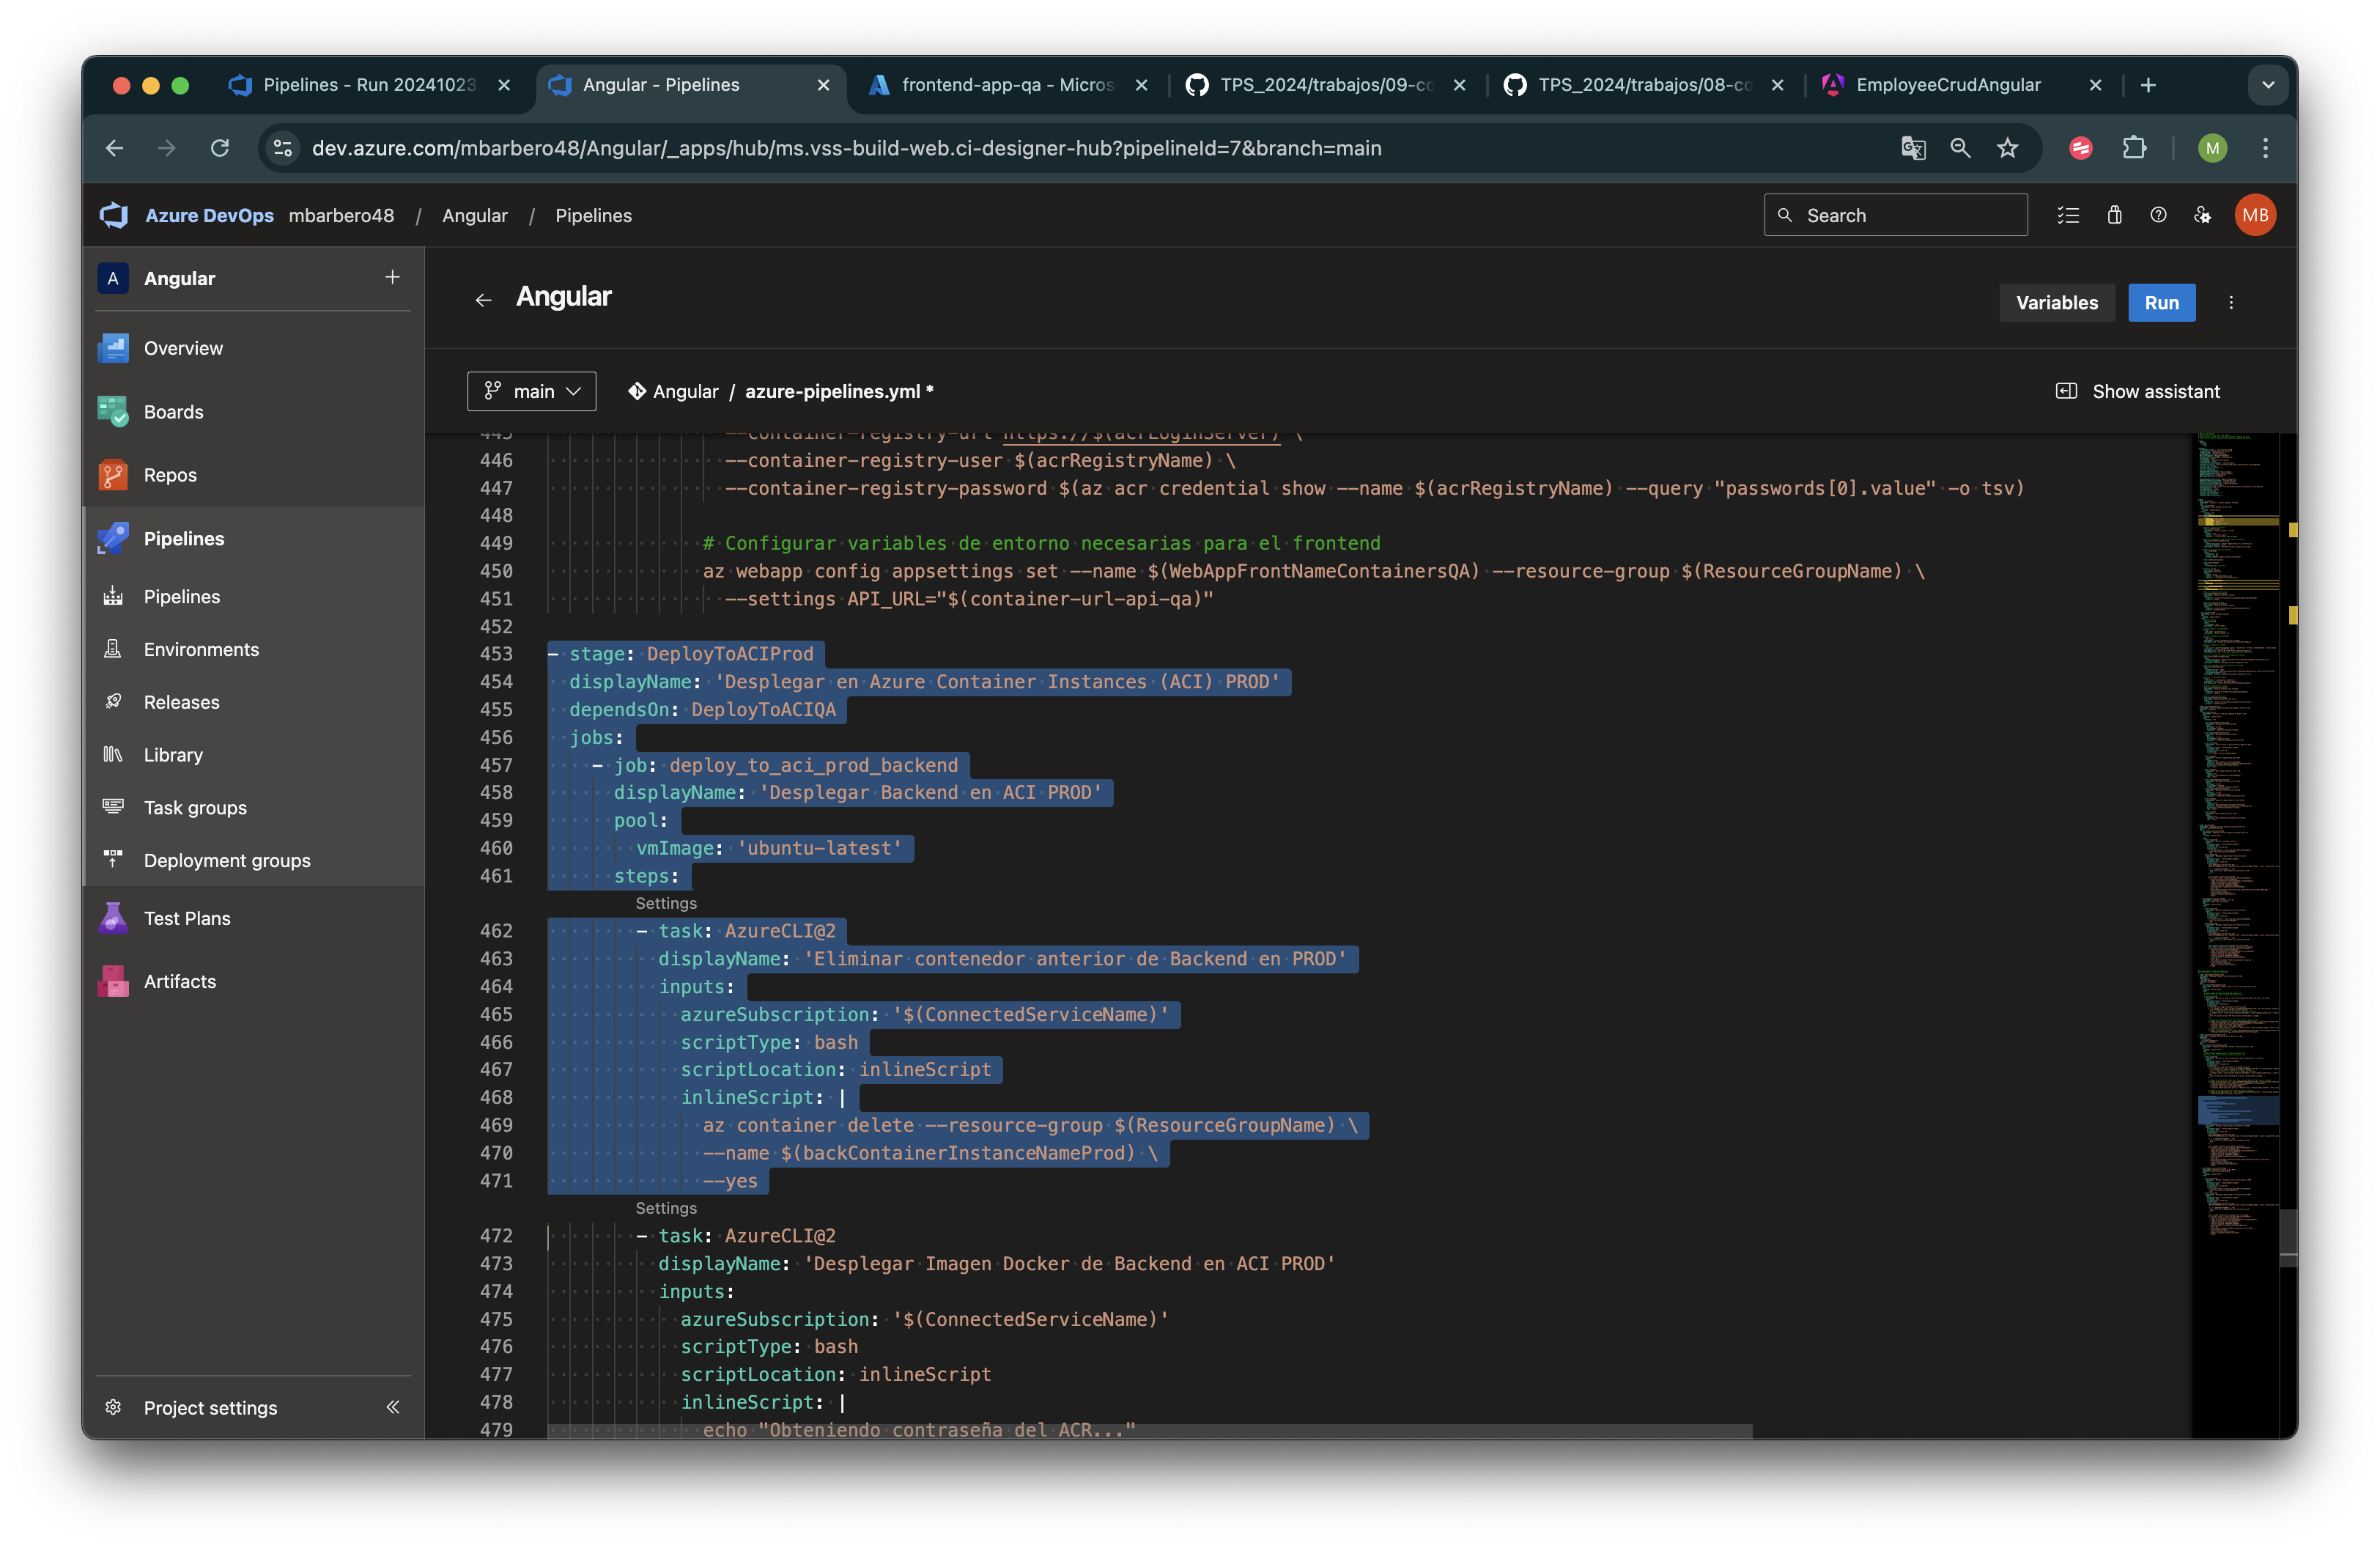 Pipelines - Run 20241023
Angular - Pipelines
frontend-app-qa - Micros
TPS_2024/trabajos/09-co
TPS_2024/trabajos/08-co
EmployeeCrudAngular
dev.azure.com/mbarbero48/Angular/_apps/hub/ms.vss-build-web.ci-designer-hub?pipelineId=7&branch=main
M
Azure DevOps mbarbero48 / Angular / Pipelines
Search
MB
A Angular
Overview
Boards
Repos
Pipelines
Pipelines
Environments
Releases
Library
Task groups
Deployment groups
Test Plans
Artifacts
Project settings
Angular
Variables
Run
main
Angular / azure-pipelines.yml *
Show assistant
445 --container-registry-url https://$(acrLoginServer) \
446 --container-registry-user $(acrRegistryName) \
447 --container-registry-password $(az acr credential show --name $(acrRegistryName) --query "passwords[0].value" -o tsv)
448
449 # Configurar variables de entorno necesarias para el frontend
450 az webapp config appsettings set --name $(WebAppFrontNameContainersQA) --resource-group $(ResourceGroupName) \
451 --settings API_URL="$(container-url-api-qa)"
452
453 - stage: DeployToACIProd
454 displayName: 'Desplegar en Azure Container Instances (ACI) PROD'
455 dependsOn: DeployToACIQA
456 jobs:
457 - job: deploy_to_aci_prod_backend
458 displayName: 'Desplegar Backend en ACI PROD'
459 pool:
460 vmImage: 'ubuntu-latest'
461 steps:
Settings
462 - task: AzureCLI@2
463 displayName: 'Eliminar contenedor anterior de Backend en PROD'
464 inputs:
465 azureSubscription: '$(ConnectedServiceName)'
466 scriptType: bash
467 scriptLocation: inlineScript
468 inlineScript: |
469 az container delete --resource-group $(ResourceGroupName) \
470 --name $(backContainerInstanceNameProd) \
471 --yes
Settings
472 - task: AzureCLI@2
473 displayName: 'Desplegar Imagen Docker de Backend en ACI PROD'
474 inputs:
475 azureSubscription: '$(ConnectedServiceName)'
476 scriptType: bash
477 scriptLocation: inlineScript
478 inlineScript: |
479 echo "Obteniendo contraseña del ACR..."